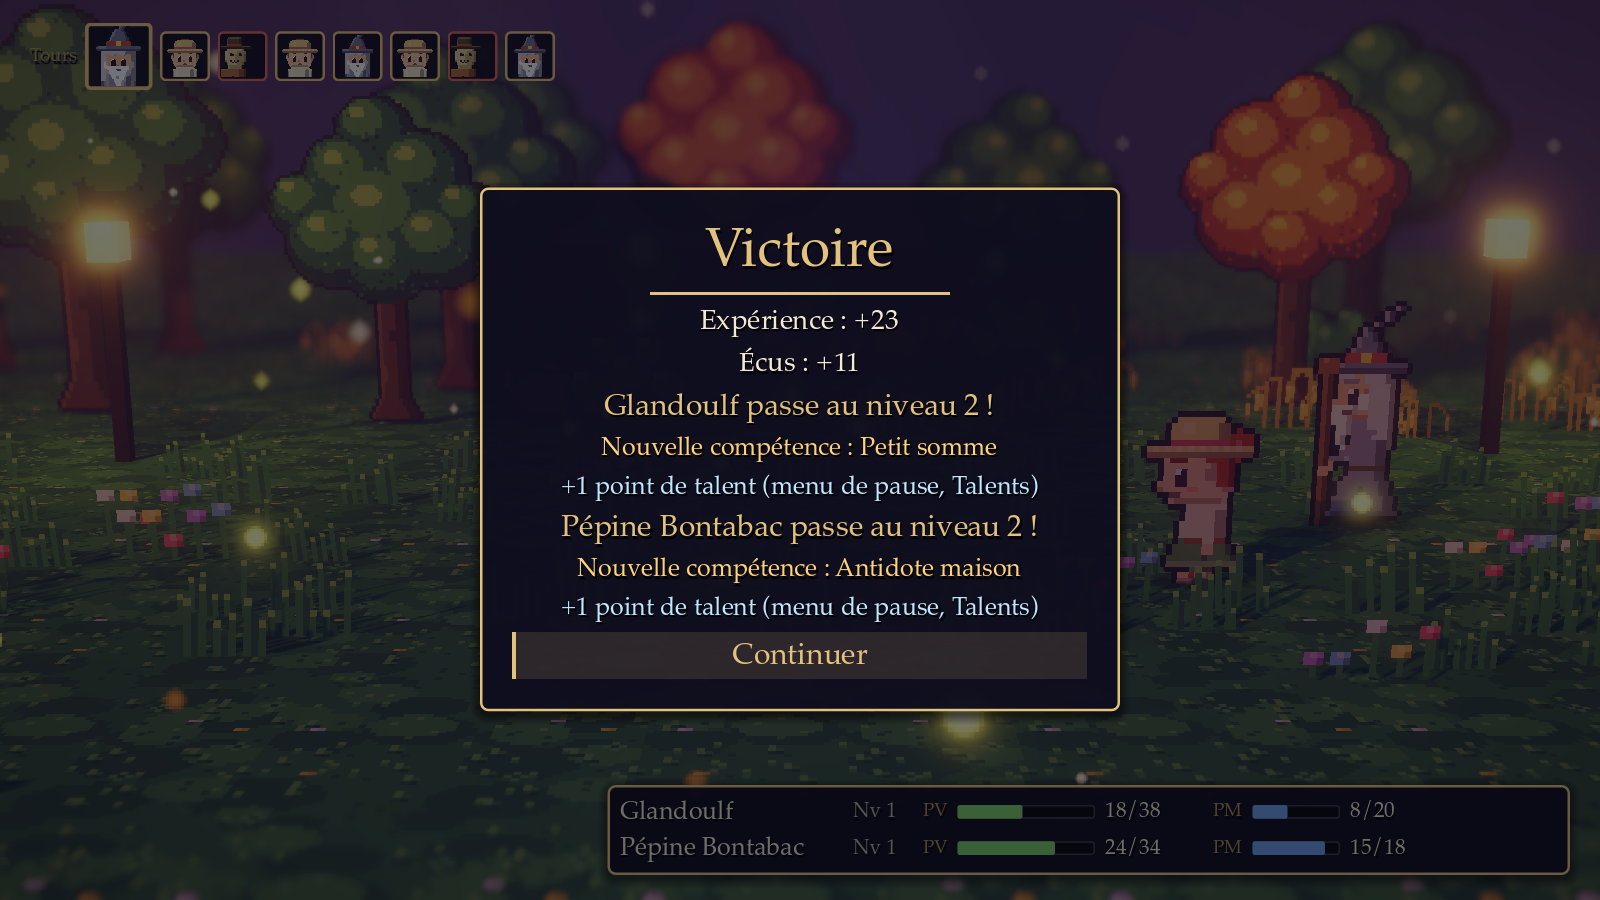 Tours
Victoire
Expérience : +23
Écus : +11
Glandoulf passe au niveau 2 !
Nouvelle compétence : Petit somme
+1 point de talent (menu de pause, Talents)
Pépine Bontabac passe au niveau 2 !
Nouvelle compétence : Antidote maison
+1 point de talent (menu de pause, Talents)
Continuer
Glandoulf Nv 1 PV 18/38 PM 8/20
Pépine Bontabac Nv 1 PV 24/34 PM 15/18